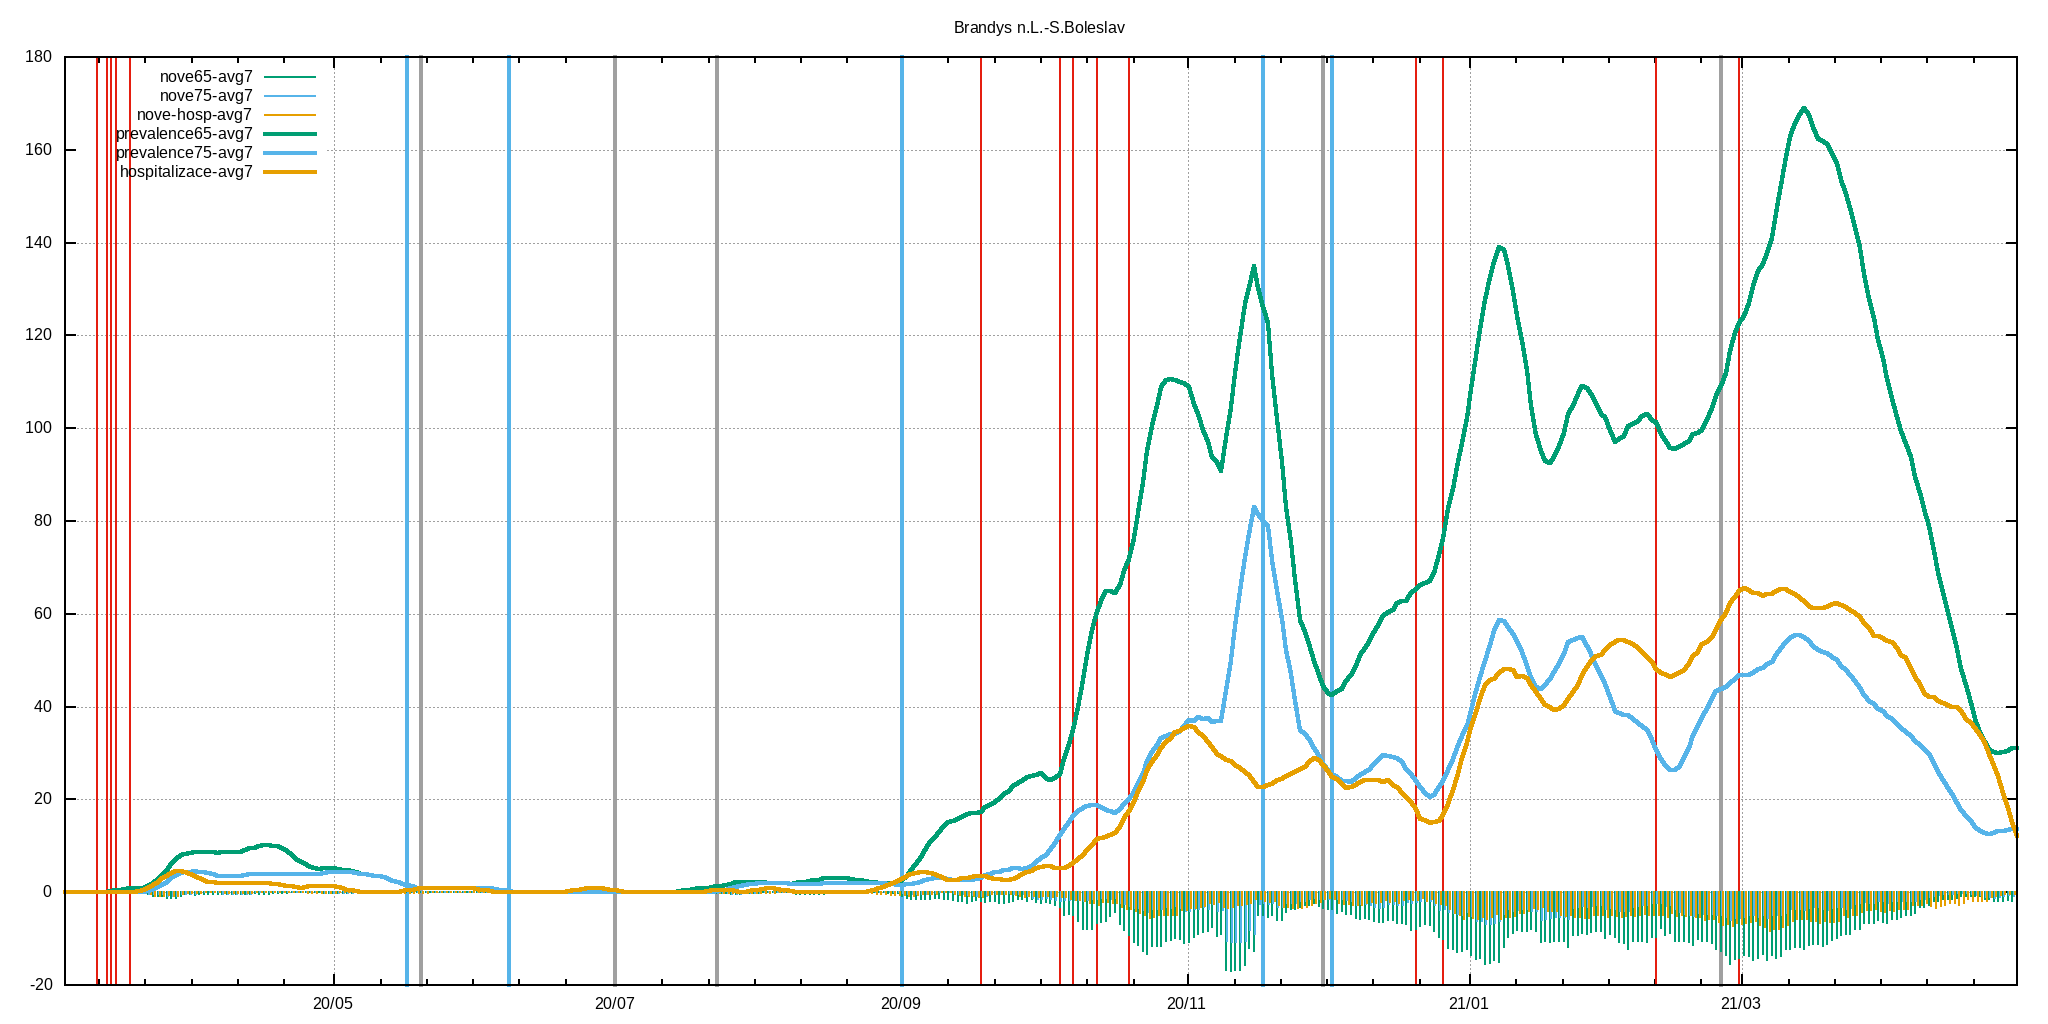 Brandys n.L.-S.Boleslav
180
160
140
120
100
80
60
40
20
0
-20
nove65-avg7
nove75-avg7
nove-hosp-avg7
prevalence65-avg7
prevalence75-avg7
hospitalizace-avg7
20/05 20/07 20/09 20/11 21/01 21/03